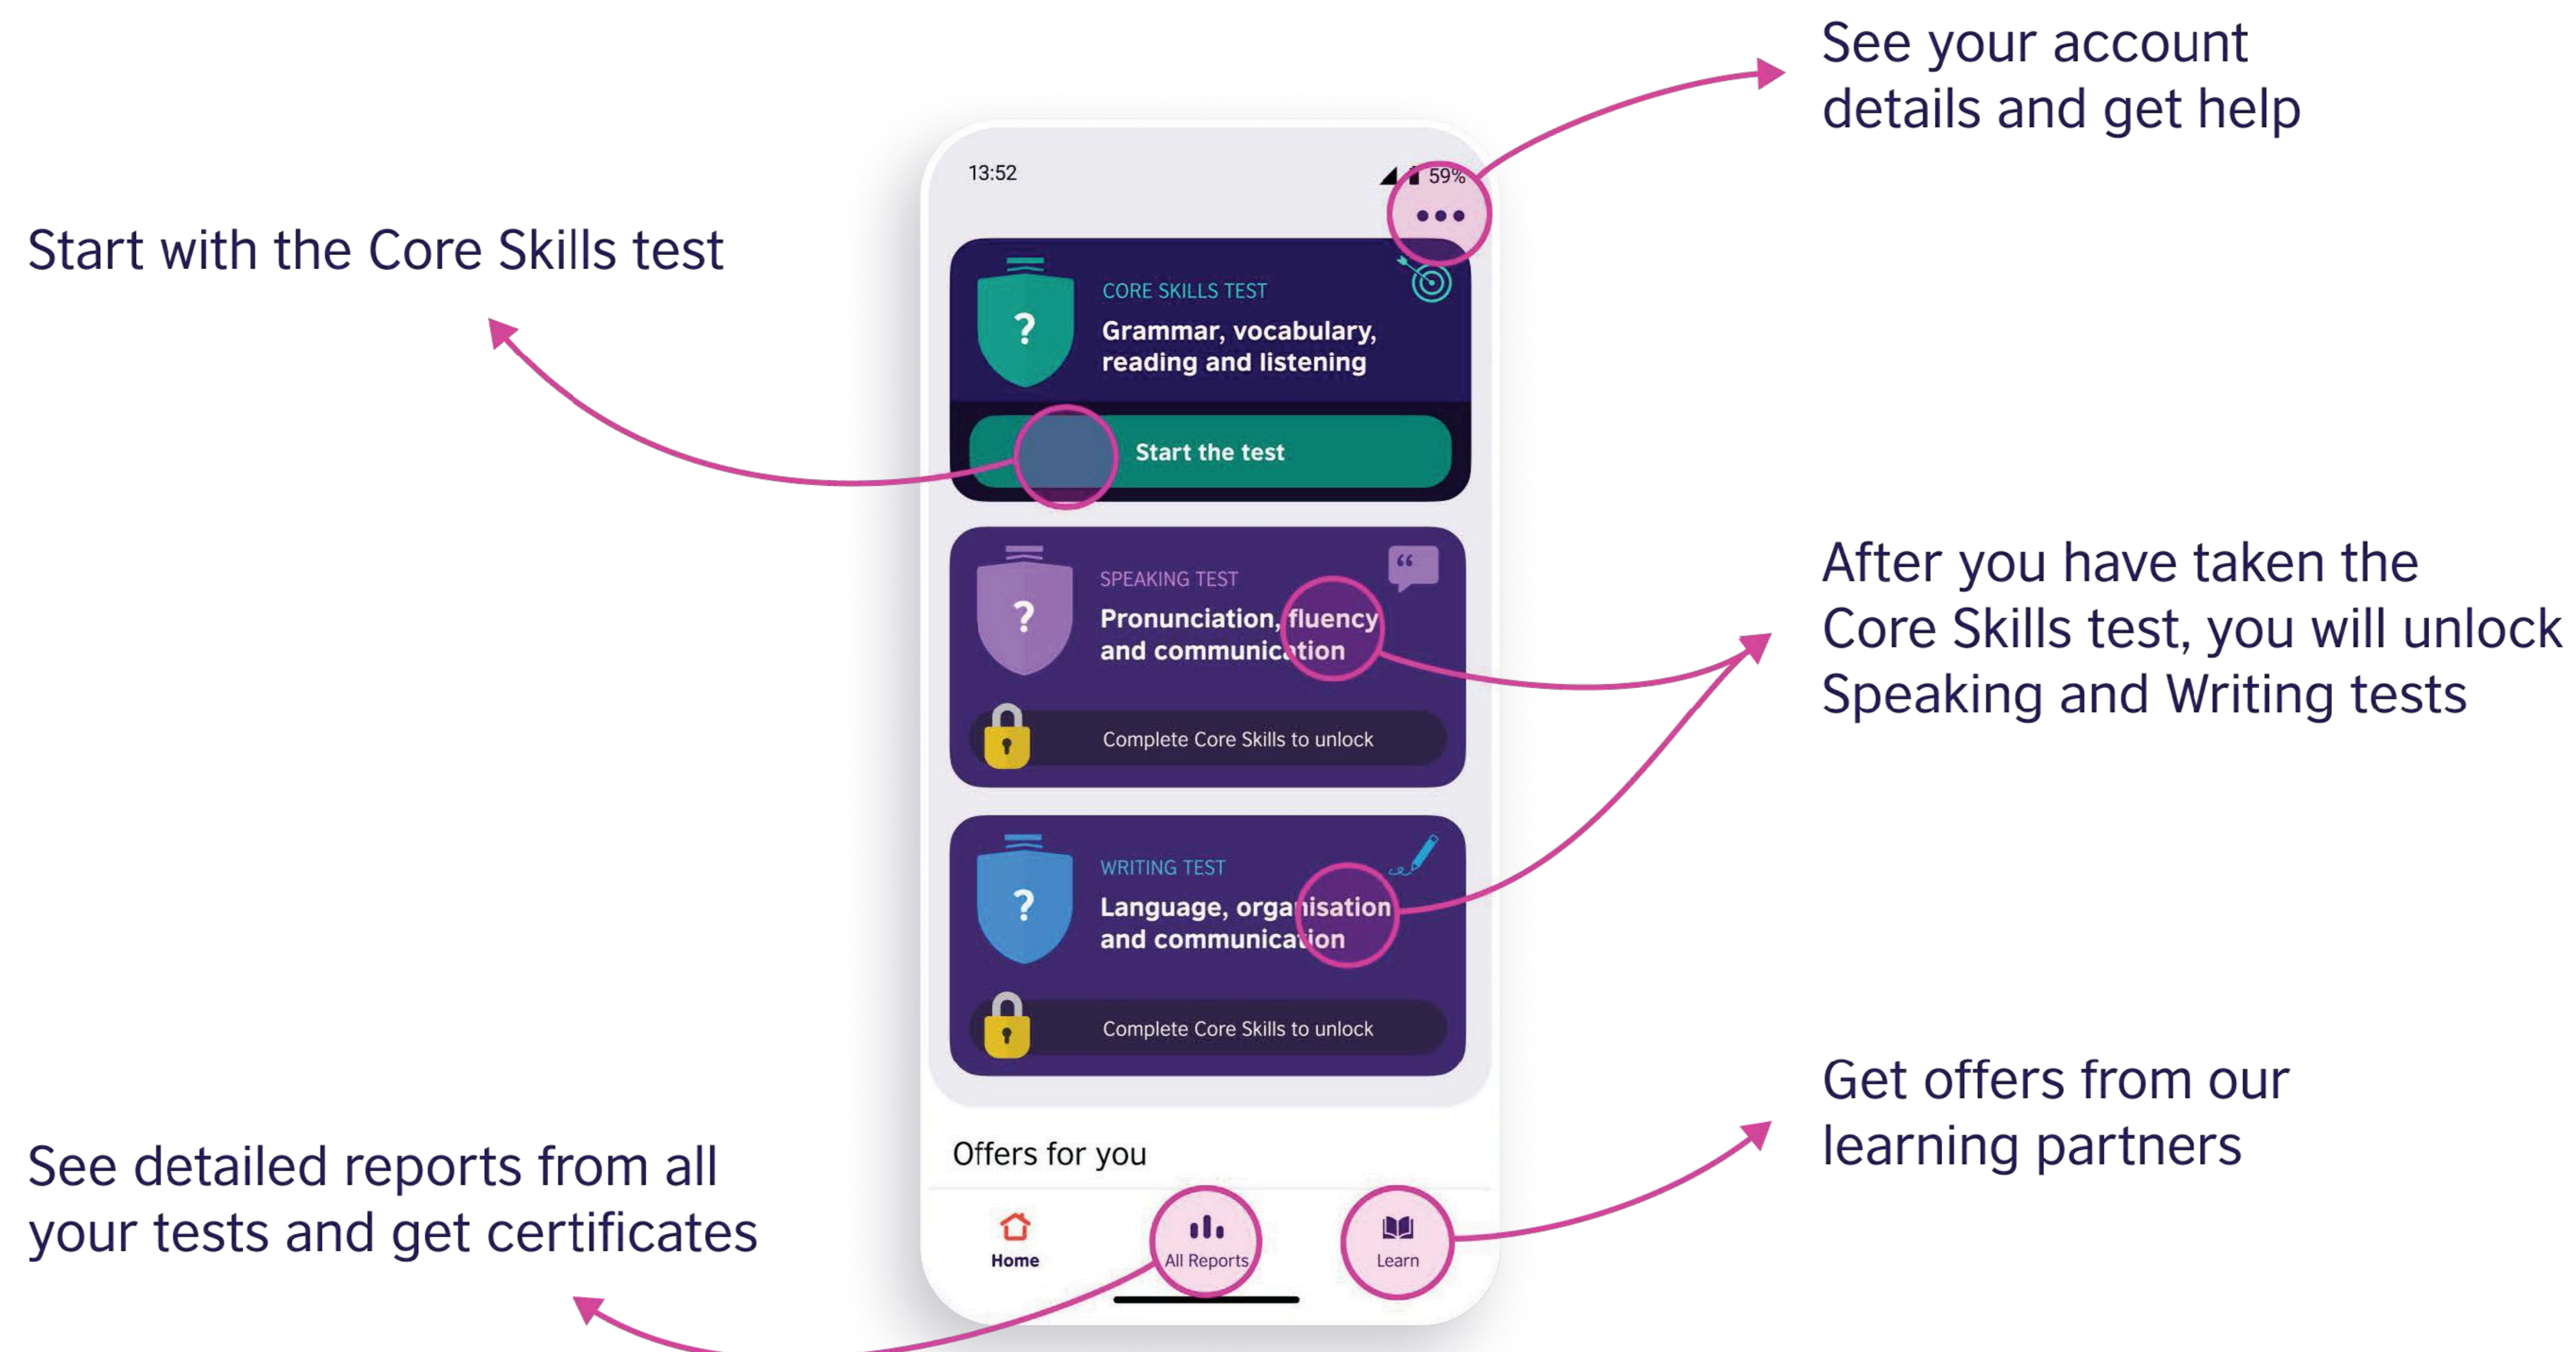 See your account
details and get help
Start with the Core Skills test
13:52
59%
CORE SKILLS TEST
?
Grammar, vocabulary,
reading and listening
Start the test
SPEAKING TEST
“
?
Pronunciation, fluency
and communication
Complete Core Skills to unlock
After you have taken the
Core Skills test, you will unlock
Speaking and Writing tests
WRITING TEST
?
Language, organisation
and communication
Complete Core Skills to unlock
Offers for you
Home
All Reports
Learn
See detailed reports from all
your tests and get certificates
Get offers from our
learning partners